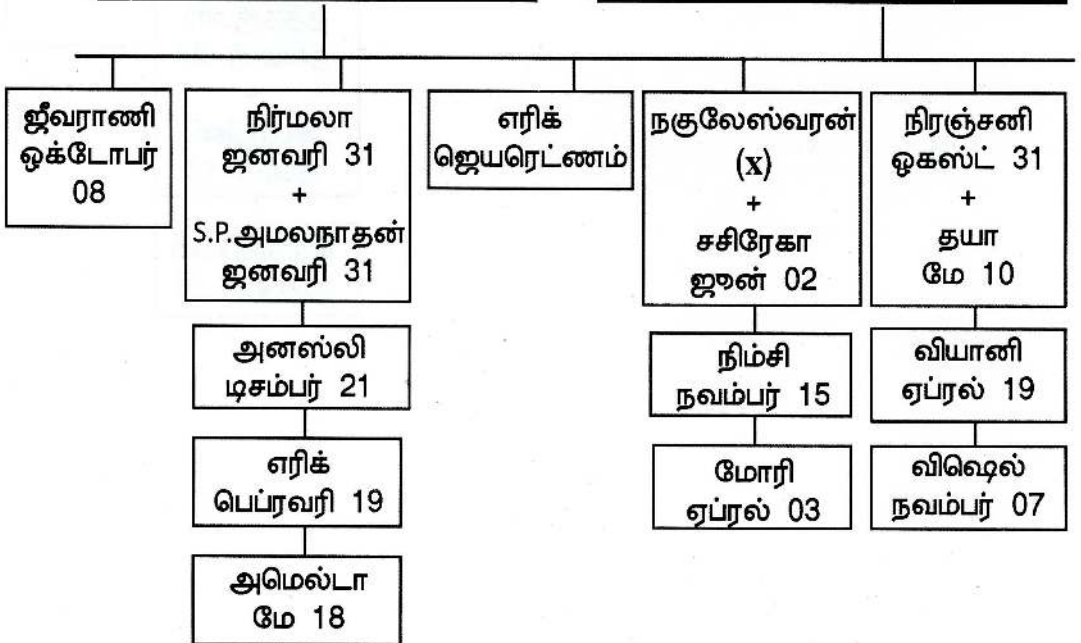 ஜீவராணி
ஒக்டோபர்
08
நிர்மலா
ஜனவரி 31
+
S.P.அமலநாதன்
ஜனவரி 31
அனஸ்லி
டிசம்பர் 21
எரிக்
பெப்ரவரி 19
அமெல்டா
மே 18
எரிக்
ஜெயரெட்ணம்
நகுலேஸ்வரன்
(x)
+
சசிரேகா
ஜுன் 02
நிம்சி
நவம்பர் 15
மோரி
ஏப்ரல் 03
நிரஞ்சனி
ஒகஸ்ட் 31
+
தயா
மே 10
வியானி
ஏப்ரல் 19
விஷெல்
நவம்பர் 07